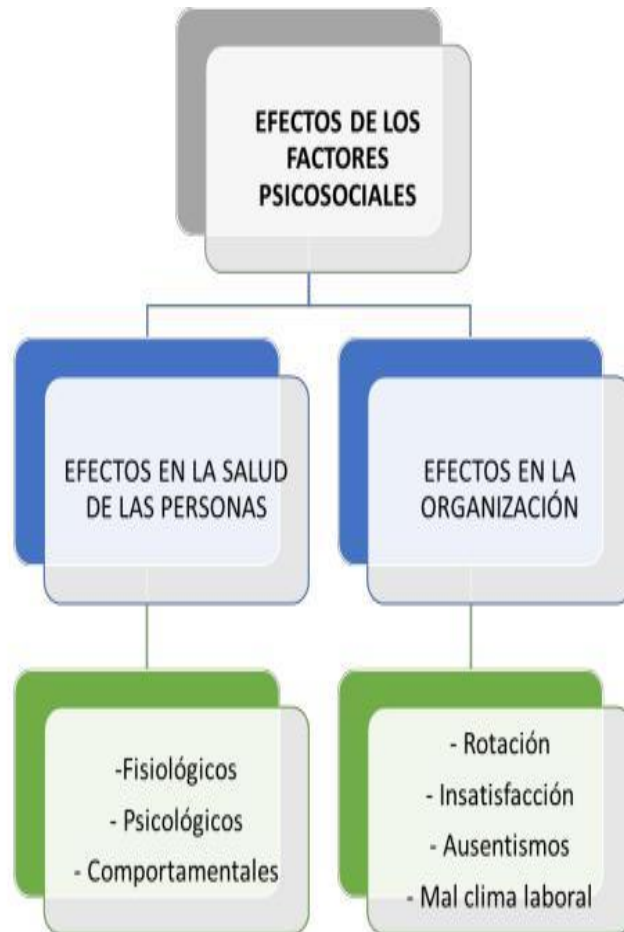 EFECTOS DE LOS
FACTORES
PSICOSOCIALES
EFECTOS EN LA SALUD
DE LAS PERSONAS
EFECTOS EN LA
ORGANIZACIÓN
-Fisiológicos
- Psicológicos
- Comportamentales
- Rotación
- Insatisfacción
- Ausentismos
- Mal clima laboral